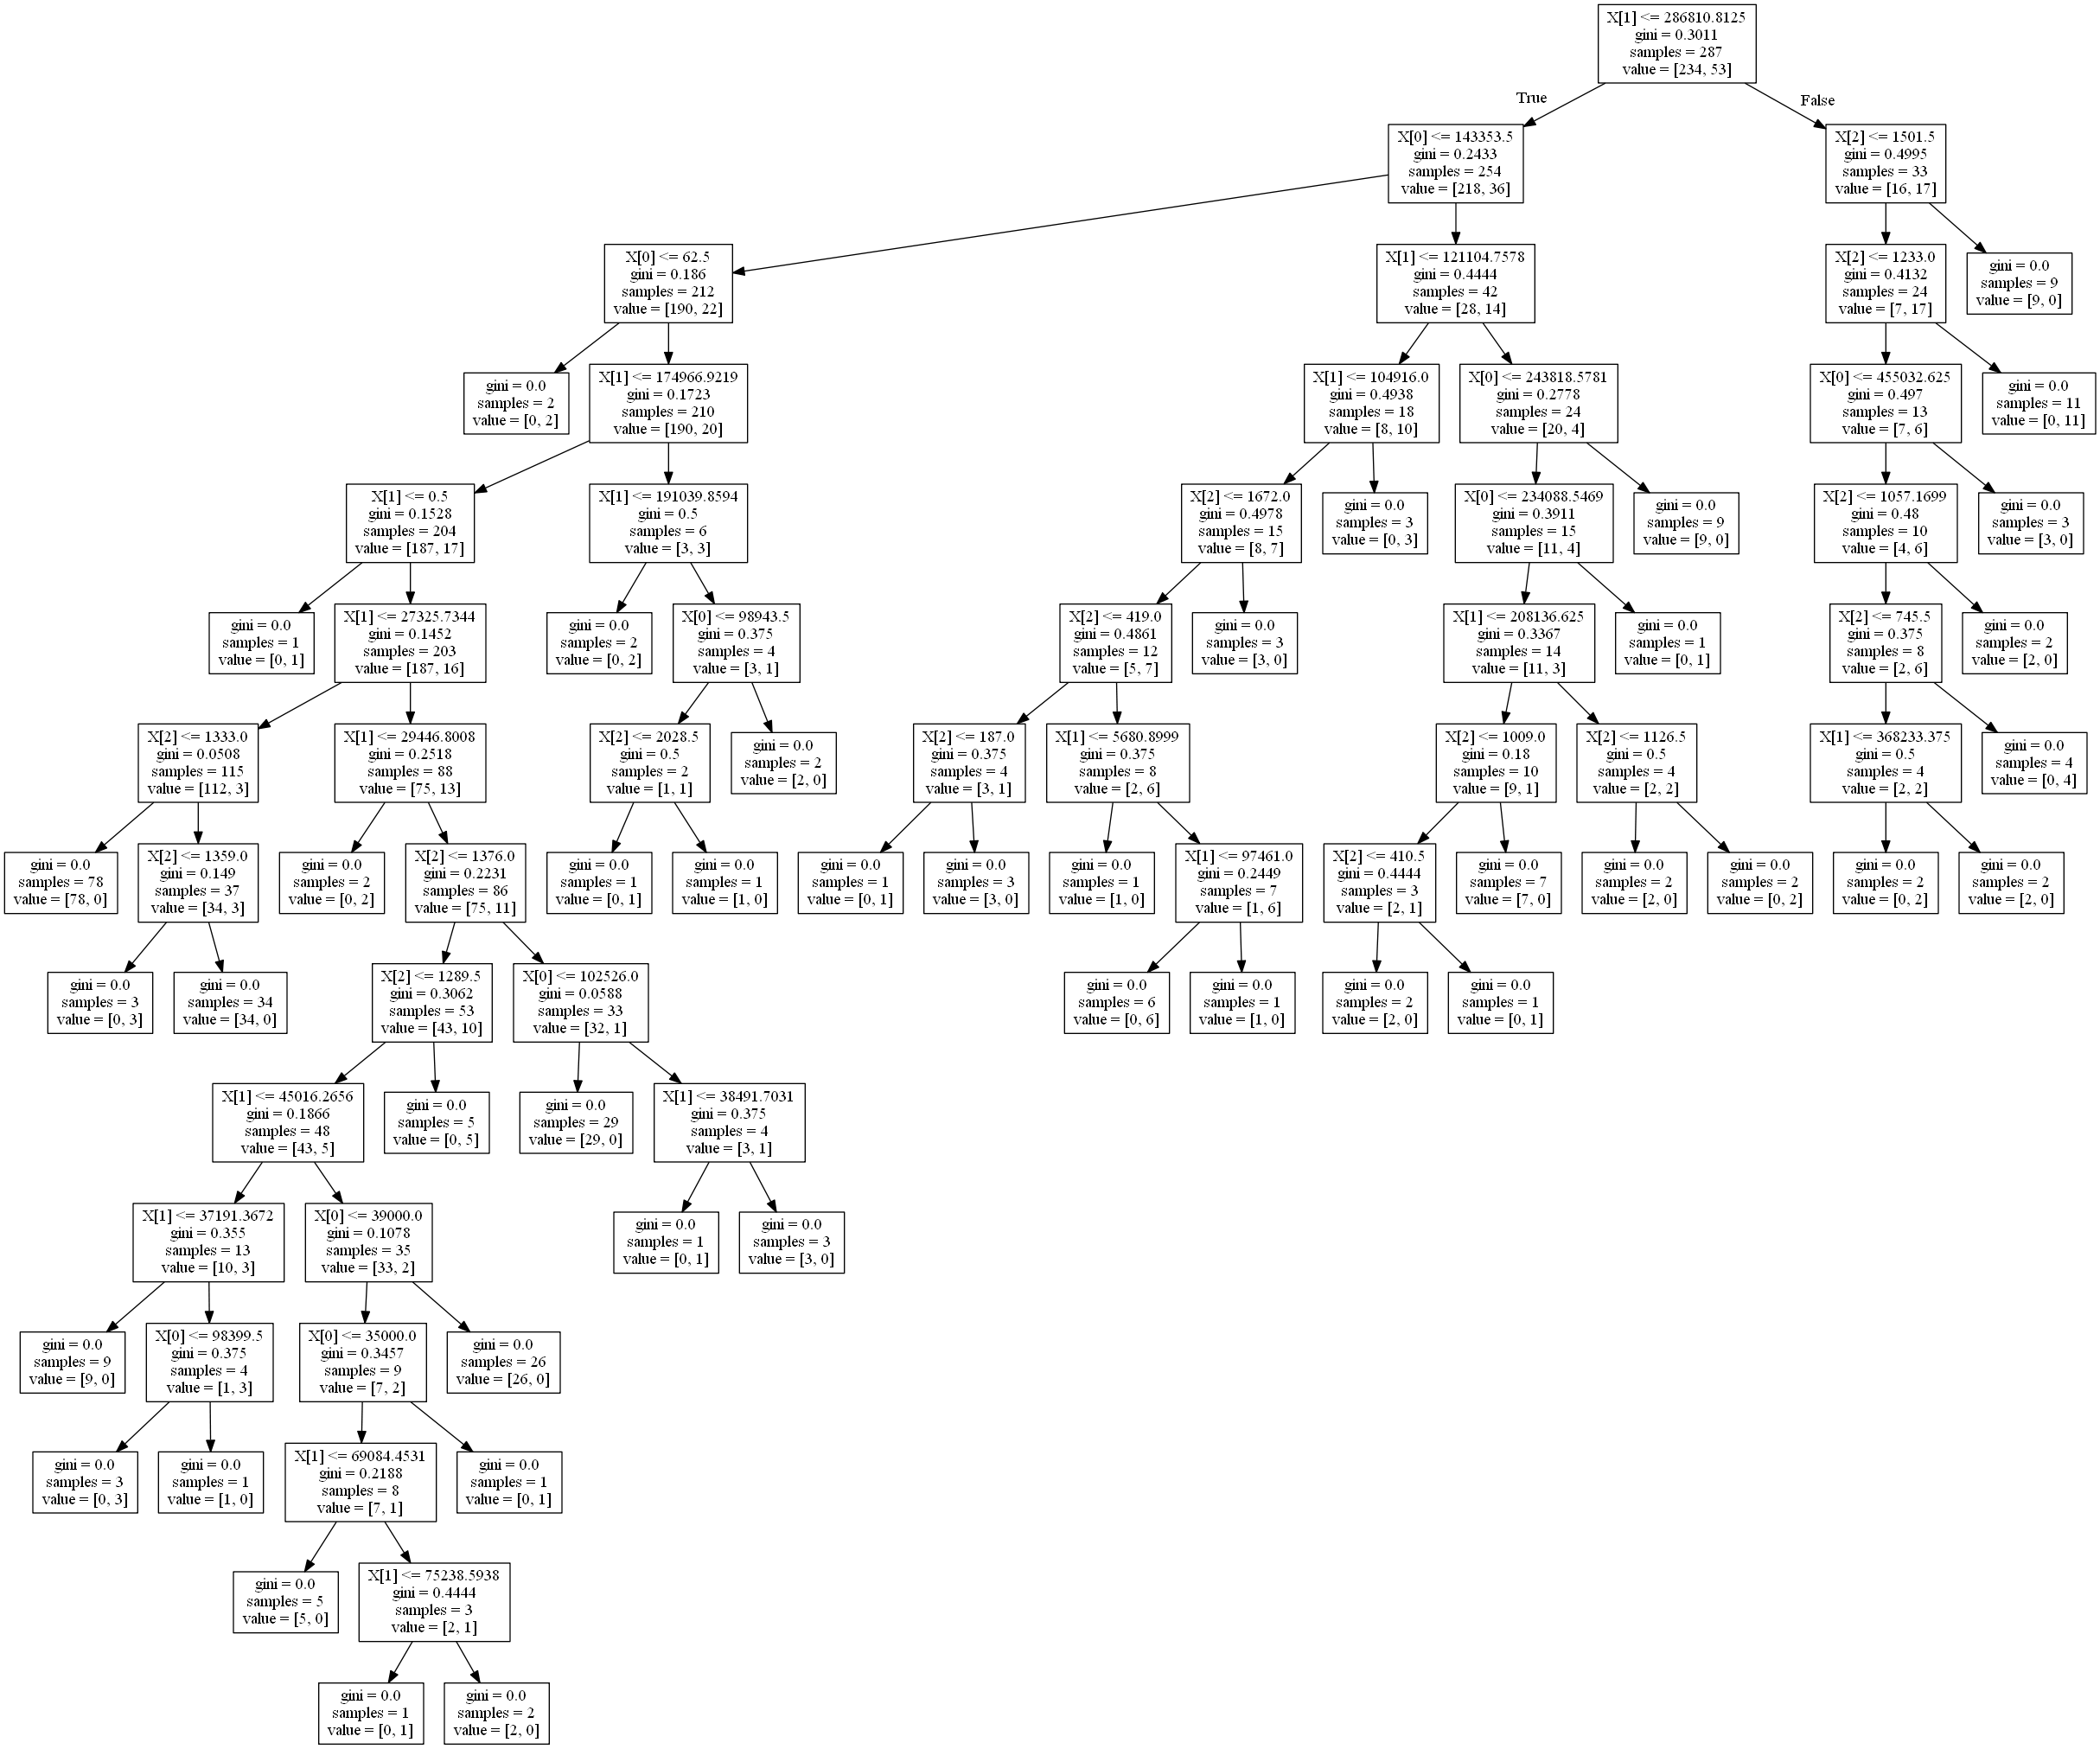 X[1] <= 286810.8125
gini = 0.3011
samples = 287
value = [234, 53]
True
False
X[0] <= 143353.5
gini = 0.2433
samples = 254
value = [218, 36]
X[2] <= 1501.5
gini = 0.4995
samples = 33
value = [16, 17]
X[0] <= 62.5
gini = 0.186
samples = 212
value = [190, 22]
X[1] <= 121104.7578
gini = 0.4444
samples = 42
value = [28, 14]
X[2] <= 1233.0
gini = 0.4132
samples = 24
value = [7, 17]
gini = 0.0
samples = 9
value = [9, 0]
gini = 0.0
samples = 2
value = [0, 2]
X[1] <= 174966.9219
gini = 0.1723
samples = 210
value = [190, 20]
X[1] <= 104916.0
gini = 0.4938
samples = 18
value = [8, 10]
X[0] <= 243818.5781
gini = 0.2778
samples = 24
value = [20, 4]
X[0] <= 455032.625
gini = 0.497
samples = 13
value = [7, 6]
gini = 0.0
samples = 11
value = [0, 11]
X[1] <= 0.5
gini = 0.1528
samples = 204
value = [187, 17]
X[1] <= 191039.8594
gini = 0.5
samples = 6
value = [3, 3]
X[2] <= 1672.0
gini = 0.4978
samples = 15
value = [8, 7]
gini = 0.0
samples = 3
value = [0, 3]
X[0] <= 234088.5469
gini = 0.3911
samples = 15
value = [11, 4]
gini = 0.0
samples = 9
value = [9, 0]
X[2] <= 1057.1699
gini = 0.48
samples = 10
value = [4, 6]
gini = 0.0
samples = 3
value = [3, 0]
gini = 0.0
samples = 1
value = [0, 1]
X[1] <= 27325.7344
gini = 0.1452
samples = 203
value = [187, 16]
gini = 0.0
samples = 2
value = [0, 2]
X[0] <= 98943.5
gini = 0.375
samples = 4
value = [3, 1]
X[2] <= 419.0
gini = 0.4861
samples = 12
value = [5, 7]
gini = 0.0
samples = 3
value = [3, 0]
X[1] <= 208136.625
gini = 0.3367
samples = 14
value = [11, 3]
gini = 0.0
samples = 1
value = [0, 1]
X[2] <= 745.5
gini = 0.375
samples = 8
value = [2, 6]
gini = 0.0
samples = 2
value = [2, 0]
X[2] <= 1333.0
gini = 0.0508
samples = 115
value = [112, 3]
X[1] <= 29446.8008
gini = 0.2518
samples = 88
value = [75, 13]
X[2] <= 2028.5
gini = 0.5
samples = 2
value = [1, 1]
gini = 0.0
samples = 2
value = [2, 0]
X[2] <= 187.0
gini = 0.375
samples = 4
value = [3, 1]
X[1] <= 5680.8999
gini = 0.375
samples = 8
value = [2, 6]
X[2] <= 1009.0
gini = 0.18
samples = 10
value = [9, 1]
X[2] <= 1126.5
gini = 0.5
samples = 4
value = [2, 2]
X[1] <= 368233.375
gini = 0.5
samples = 4
value = [2, 2]
gini = 0.0
samples = 4
value = [0, 4]
gini = 0.0
samples = 78
value = [78, 0]
X[2] <= 1359.0
gini = 0.149
samples = 37
value = [34, 3]
gini = 0.0
samples = 2
value = [0, 2]
X[2] <= 1376.0
gini = 0.2231
samples = 86
value = [75, 11]
gini = 0.0
samples = 1
value = [0, 1]
gini = 0.0
samples = 1
value = [1, 0]
gini = 0.0
samples = 1
value = [0, 1]
gini = 0.0
samples = 3
value = [3, 0]
gini = 0.0
samples = 1
value = [1, 0]
X[1] <= 97461.0
gini = 0.2449
samples = 7
value = [1, 6]
X[2] <= 410.5
gini = 0.4444
samples = 3
value = [2, 1]
gini = 0.0
samples = 7
value = [7, 0]
gini = 0.0
samples = 2
value = [2, 0]
gini = 0.0
samples = 2
value = [0, 2]
gini = 0.0
samples = 2
value = [0, 2]
gini = 0.0
samples = 2
value = [2, 0]
gini = 0.0
samples = 3
value = [0, 3]
gini = 0.0
samples = 34
value = [34, 0]
X[2] <= 1289.5
gini = 0.3062
samples = 53
value = [43, 10]
X[0] <= 102526.0
gini = 0.0588
samples = 33
value = [32, 1]
gini = 0.0
samples = 6
value = [0, 6]
gini = 0.0
samples = 1
value = [1, 0]
gini = 0.0
samples = 2
value = [2, 0]
gini = 0.0
samples = 1
value = [0, 1]
X[1] <= 45016.2656
gini = 0.1866
samples = 48
value = [43, 5]
gini = 0.0
samples = 5
value = [0, 5]
gini = 0.0
samples = 29
value = [29, 0]
X[1] <= 38491.7031
gini = 0.375
samples = 4
value = [3, 1]
X[1] <= 37191.3672
gini = 0.355
samples = 13
value = [10, 3]
X[0] <= 39000.0
gini = 0.1078
samples = 35
value = [33, 2]
gini = 0.0
samples = 1
value = [0, 1]
gini = 0.0
samples = 3
value = [3, 0]
gini = 0.0
samples = 9
value = [9, 0]
X[0] <= 98399.5
gini = 0.375
samples = 4
value = [1, 3]
X[0] <= 35000.0
gini = 0.3457
samples = 9
value = [7, 2]
gini = 0.0
samples = 26
value = [26, 0]
gini = 0.0
samples = 3
value = [0, 3]
gini = 0.0
samples = 1
value = [1, 0]
X[1] <= 69084.4531
gini = 0.2188
samples = 8
value = [7, 1]
gini = 0.0
samples = 1
value = [0, 1]
gini = 0.0
samples = 5
value = [5, 0]
X[1] <= 75238.5938
gini = 0.4444
samples = 3
value = [2, 1]
gini = 0.0
samples = 1
value = [0, 1]
gini = 0.0
samples = 2
value = [2, 0]